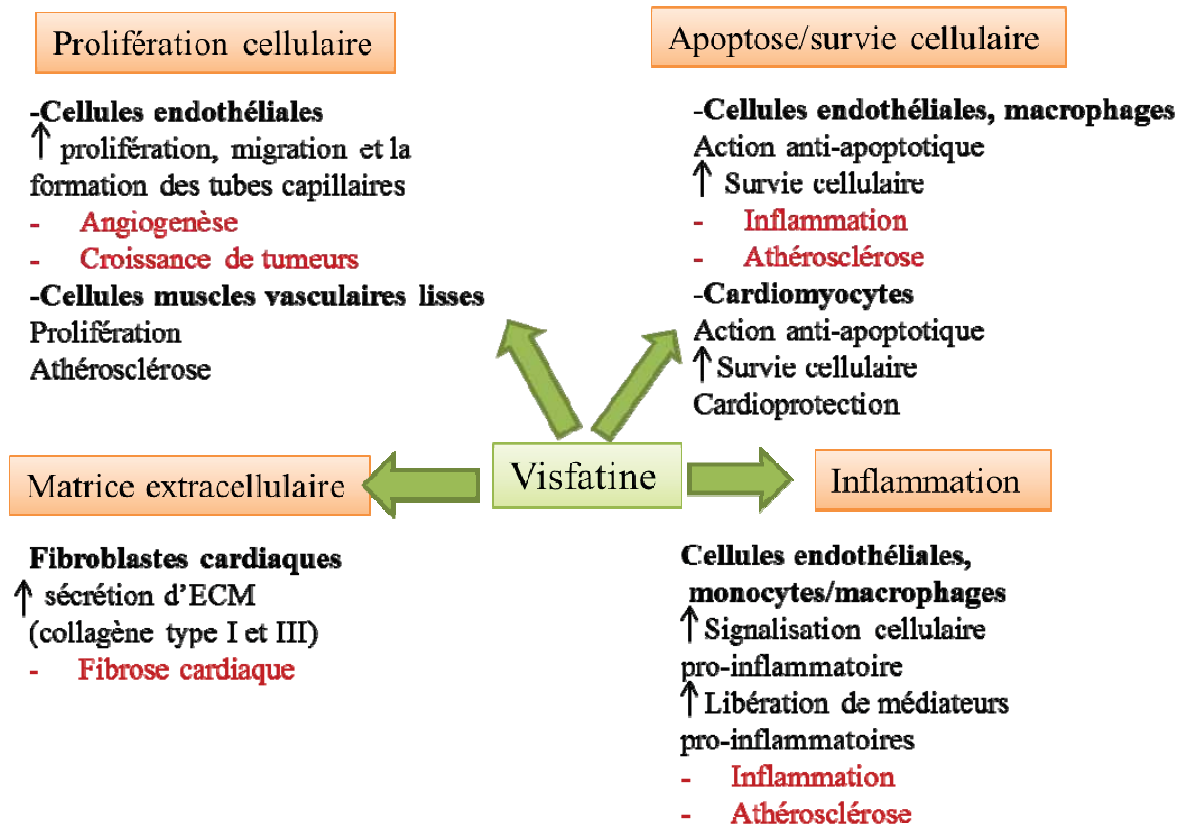 Prolifération cellulaire
-Cellules endothéliales
↑ prolifération, migration et la
formation des tubes capillaires
- Angiogenèse
- Croissance de tumeurs
-Cellules muscles vasculaires lisses
Prolifération
Athérosclérose
Apoptose/survie cellulaire
-Cellules endothéliales, macrophages
Action anti-apoptotique
↑ Survie cellulaire
- Inflammation
- Athérosclérose
-Cardiomyocytes
Action anti-apoptotique
↑ Survie cellulaire
Cardioprotection
Visfatine
Matrice extracellulaire
Fibroblastes cardiaques
↑ sécrétion d’ECM
(collagène type I et III)
- Fibrose cardiaque
Inflammation
Cellules endothéliales,
monocytes/macrophages
↑ Signalisation cellulaire
pro-inflammatoire
↑ Libération de médiateurs
pro-inflammatoires
- Inflammation
- Athérosclérose